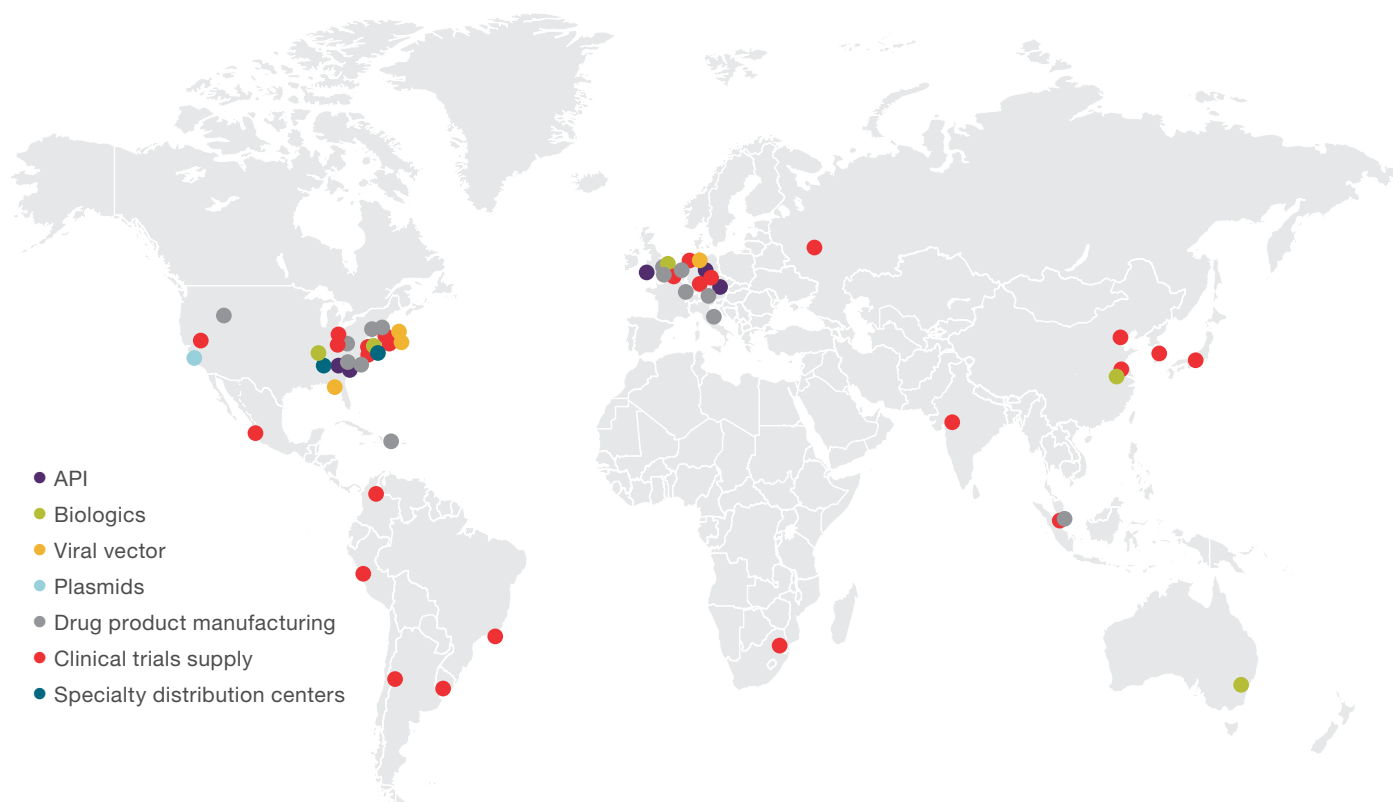 API
Biologics
Viral vector
Plasmids
Drug product manufacturing
Clinical trials supply
Specialty distribution centers